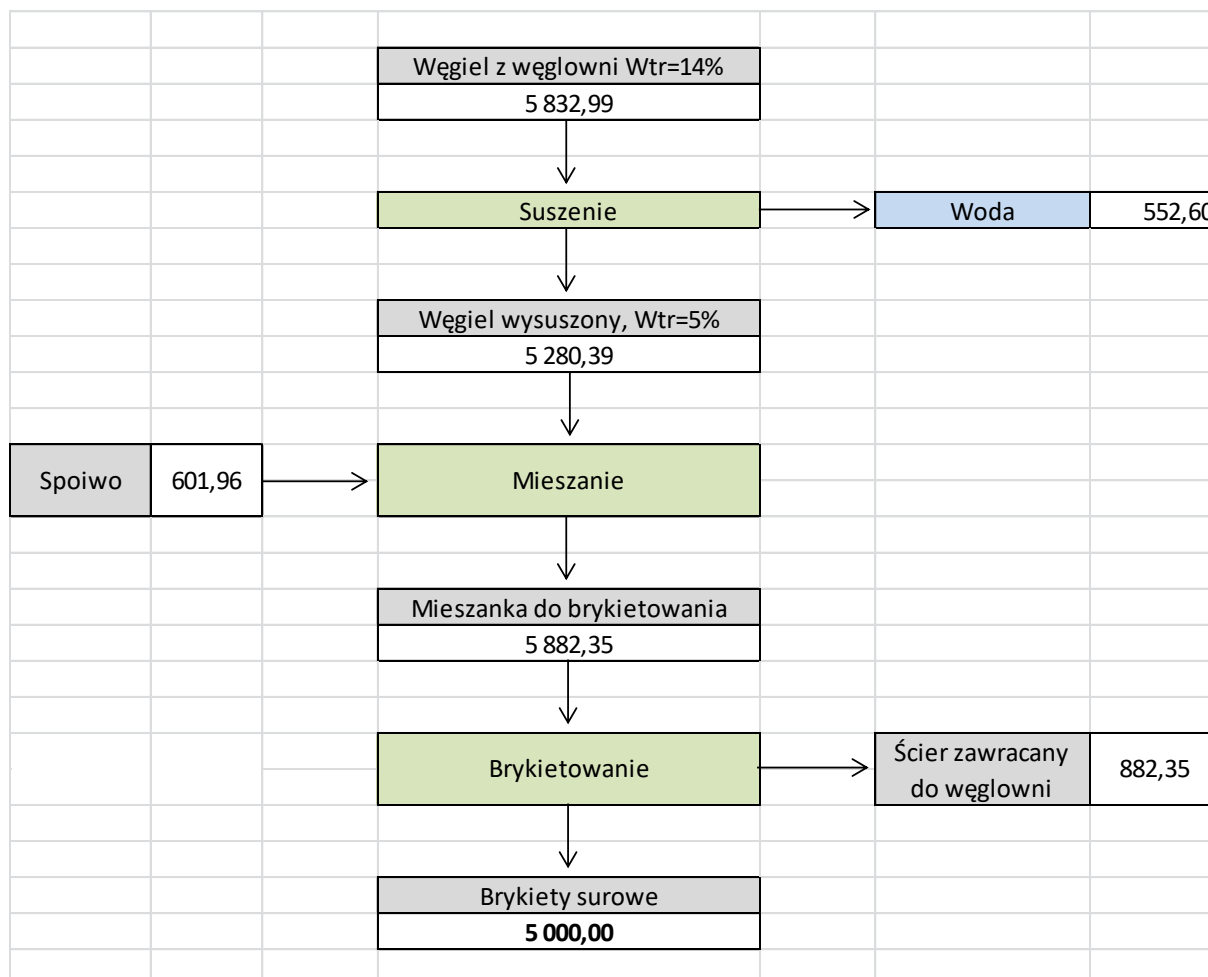 Węgiel z węglowni Wtr=14%
5 832,99
Suszenie
Woda
552,60
Węgiel wysuszony, Wtr=5%
5 280,39
Spoiwo
601,96
Mieszanie
Mieszanka do brykietowania
5 882,35
Brykietowanie
Ścier zawracany
do węglowni
882,35
Brykiety surowe
5 000,00